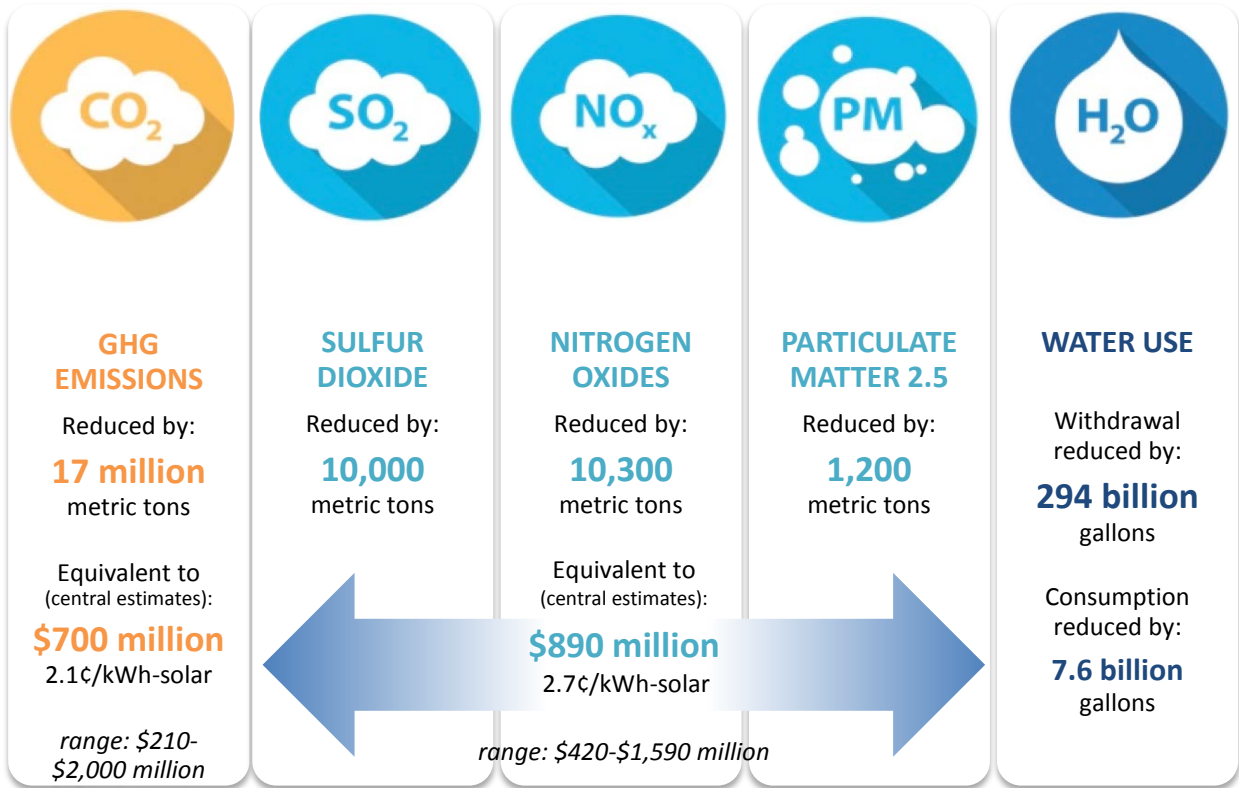 CO₂
GHG
EMISSIONS
Reduced by:
17 million
metric tons
Equivalent to
(central estimates):
$700 million
2.1¢/kWh-solar
range: $210-
$2,000 million
SO₂
SULFUR
DIOXIDE
Reduced by:
10,000
metric tons
NOₓ
NITROGEN
OXIDES
Reduced by:
10,300
metric tons
Equivalent to
(central estimates):
$890 million
2.7¢/kWh-solar
range: $420-$1,590 million
PM
PARTICULATE
MATTER 2.5
Reduced by:
1,200
metric tons
H₂O
WATER USE
Withdrawal
reduced by:
294 billion
gallons
Consumption
reduced by:
7.6 billion
gallons